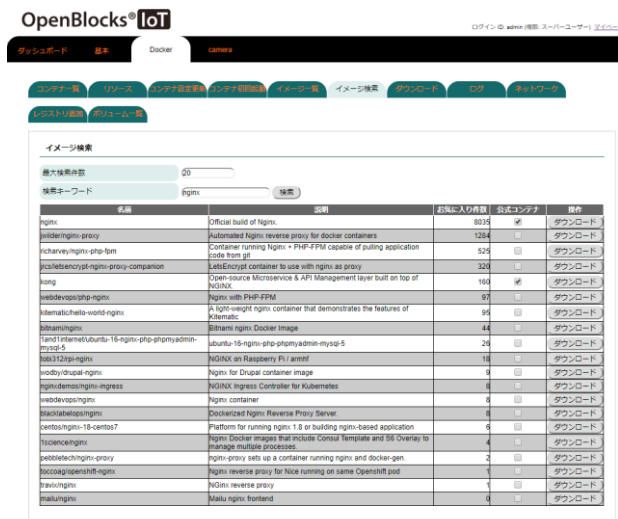 OpenBlocks® IoT
ログイン ID: admin (権限: スーパーユーザー) マイペー
ダッシュボード 基本 Docker camera
コンテナ一覧 リソース コンテナ設定更新 コンテナ初回起動 イメージ一覧 イメージ検索 ダウンロード ログ ネットワーク
レジストリ追加 ボリューム一覧
イメージ検索
最大検索件数 20
検索キーワード nginx 検索
名前 説明 お気に入り件数 公式コンテナ 操作
nginx Official build of Nginx. 8035 ダウンロード
jwilder/nginx-proxy Automated Nginx reverse proxy for docker containers 1284 ダウンロード
richarvey/nginx-php-fpm Container running Nginx + PHP-FPM capable of pulling application
code from git 525 ダウンロード
jrcs/letsencrypt-nginx-proxy-companion LetsEncrypt container to use with nginx as proxy 320 ダウンロード
kong Open-source Microservice & API Management layer built on top of
NGINX. 160 ダウンロード
webdevops/php-nginx Nginx with PHP-FPM 97 ダウンロード
kitematic/hello-world-nginx A light-weight nginx container that demonstrates the features of
Kitematic 95 ダウンロード
bitnami/nginx Bitnami nginx Docker Image 44 ダウンロード
1and1internet/ubuntu-16-nginx-php-phpmyadmin-
mysql-5 ubuntu-16-nginx-php-phpmyadmin-mysql-5 26 ダウンロード
tobi312/rpi-nginx NGINX on Raspberry Pi / armhf 18 ダウンロード
wodby/drupal-nginx Nginx for Drupal container image 9 ダウンロード
nginxdemos/nginx-ingress NGINX Ingress Controller for Kubernetes 8 ダウンロード
webdevops/nginx Nginx container 8 ダウンロード
blacklabelops/nginx Dockerized Nginx Reverse Proxy Server. 8 ダウンロード
centos/nginx-18-centos7 Platform for running nginx 1.8 or building nginx-based application 6 ダウンロード
1science/nginx Nginx Docker images that include Consul Template and S6 Overlay to
manage multiple processes. 4 ダウンロード
pebbletech/nginx-proxy nginx-proxy sets up a container running nginx and docker-gen. 2 ダウンロード
toccoag/openshift-nginx Nginx reverse proxy for Nice running on same Openshift pod 1 ダウンロード
travix/nginx NGinx reverse proxy 1 ダウンロード
mailu/nginx Mailu nginx frontend 0 ダウンロード